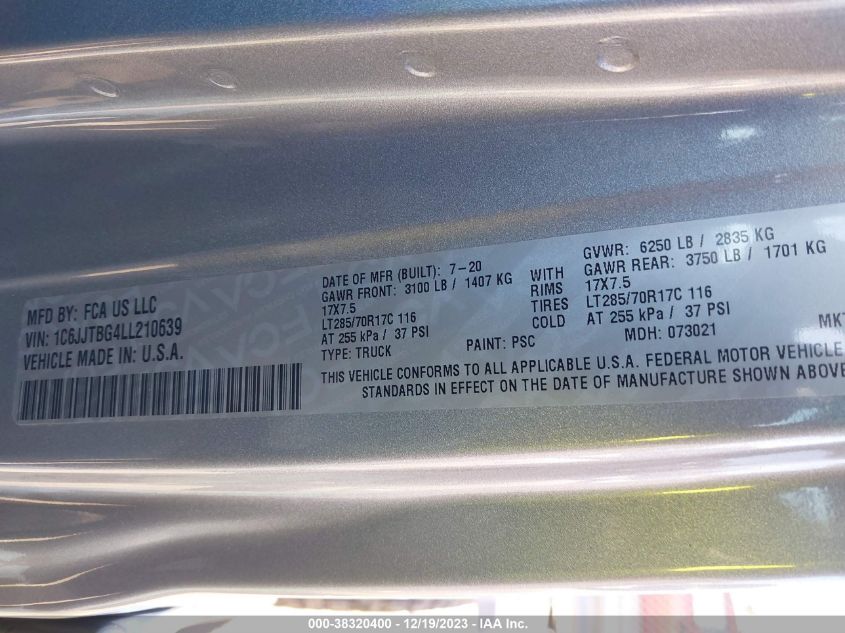 MFD BY: FCA US LLC
VIN: 1C6JJTBG4LL210639
VEHICLE MADE IN U.S.A.
DATE OF MFR (BUILT): 7-20
GAWR FRONT: 3100 LB / 1407 KG
17X7.5
LT285/70R17C 116
AT 255 kPa / 37 PSI
TYPE: TRUCK
WITH
RIMS
TIRES
COLD
PAINT: PSC
GVWR: 6250 LB / 2835 KG
GAWR REAR: 3750 LB / 1701 KG
17X7.5
LT285/70R17C 116
AT 255 kPa / 37 PSI
MDH: 073021
MKT
THIS VEHICLE CONFORMS TO ALL APPLICABLE U.S.A. FEDERAL MOTOR VEHICLE
STANDARDS IN EFFECT ON THE DATE OF MANUFACTURE SHOWN ABOVE
000-38320400 - 12/19/2023 - IAA Inc.